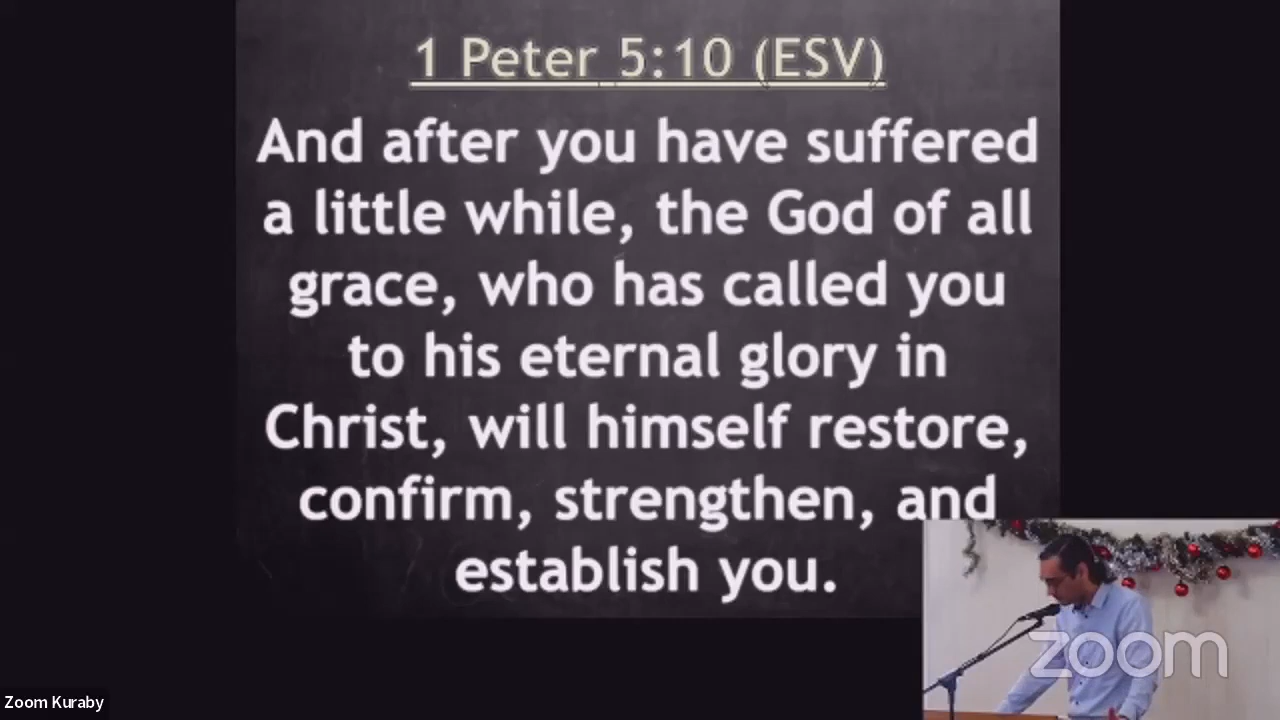 1 Peter 5:10 (ESV)
And after you have suffered
a little while, the God of all
grace, who has called you
to his eternal glory in
Christ, will himself restore,
confirm, strengthen, and
establish you.
zoom
Zoom Kuraby